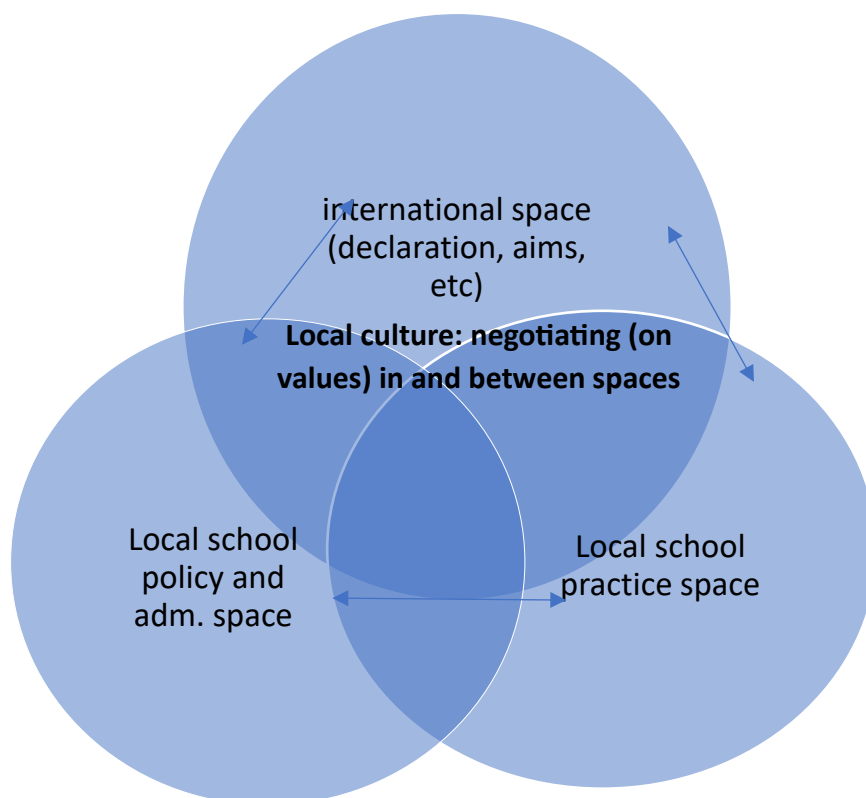 international space
(declaration, aims,
etc)
Local culture: negotiating (on
values) in and between spaces
Local school
policy and
adm. space
Local school
practice space